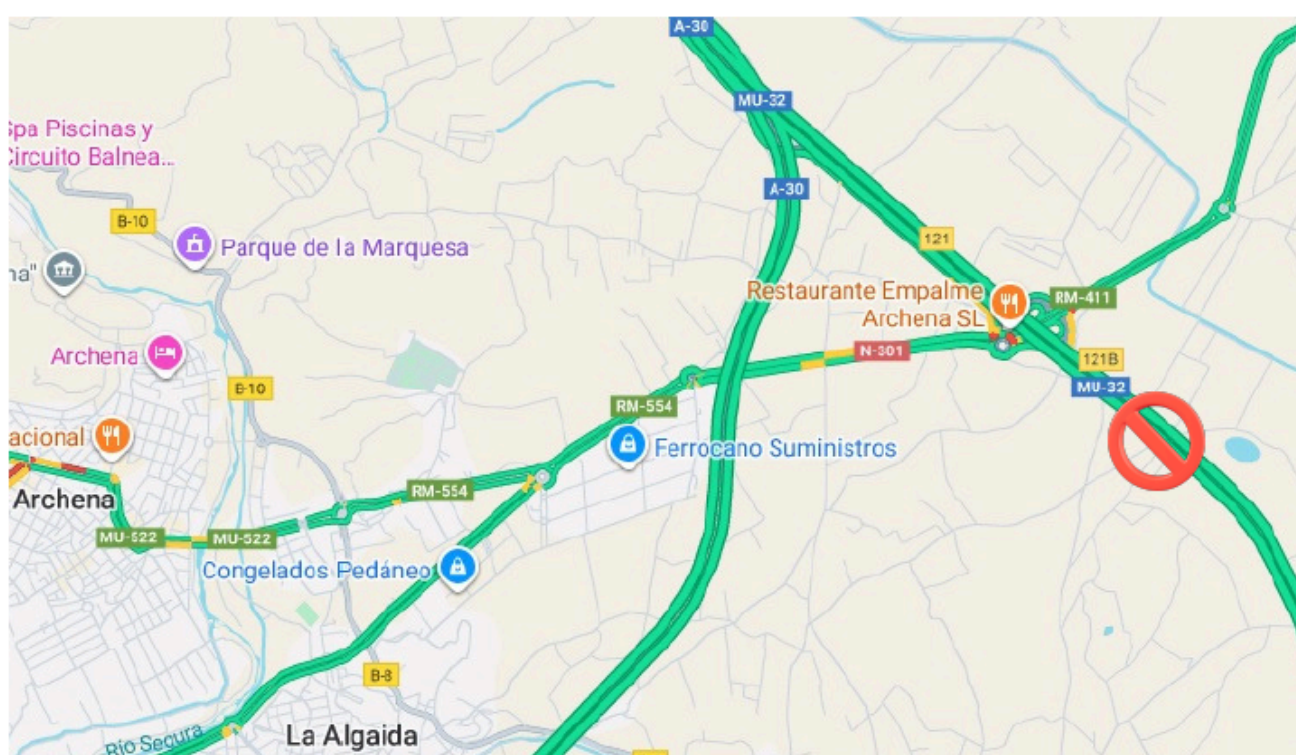 A-30
MU-32
Spa Piscinas y
Circuito Balnea...
A-30
B-10
121
Parque de la Marquesa
na"
Restaurante Empalme
Archena SL
RM-411
Archena
N-301
121B
B-10
MU-32
RM-554
acional
Ferrocano Suministros
Archena
RM-554
MU-522
MU-522
Congelados Pedáneo
B-8
La Algaida
Río Segura